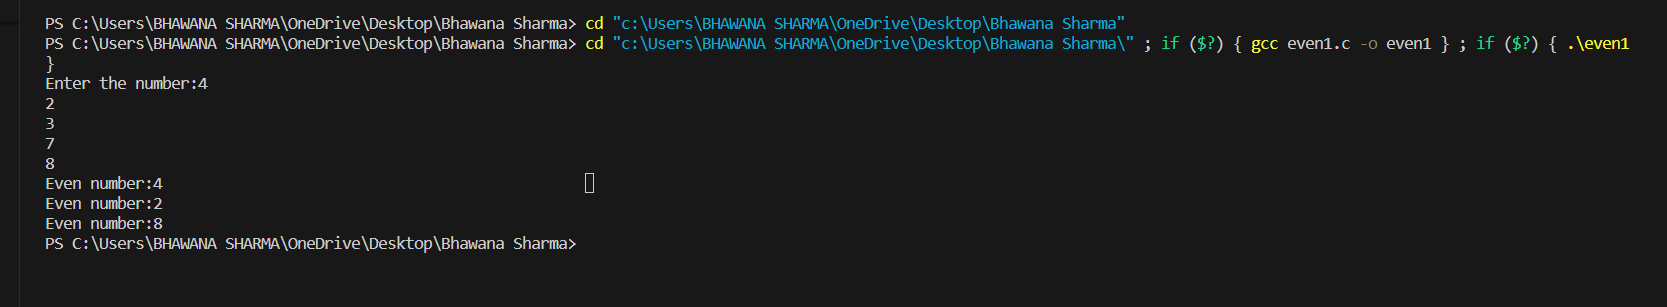 PS C:\Users\BHAWANA SHARMA\OneDrive\Desktop\Bhawana Sharma> cd "c:\Users\BHAWANA SHARMA\OneDrive\Desktop\Bhawana Sharma"
PS C:\Users\BHAWANA SHARMA\OneDrive\Desktop\Bhawana Sharma> cd "c:\Users\BHAWANA SHARMA\OneDrive\Desktop\Bhawana Sharma\" ; if ($?) { gcc even1.c -o even1 } ; if ($?) { .\even1
}
Enter the number:4
2
3
7
8
Even number:4
Even number:2
Even number:8
PS C:\Users\BHAWANA SHARMA\OneDrive\Desktop\Bhawana Sharma>